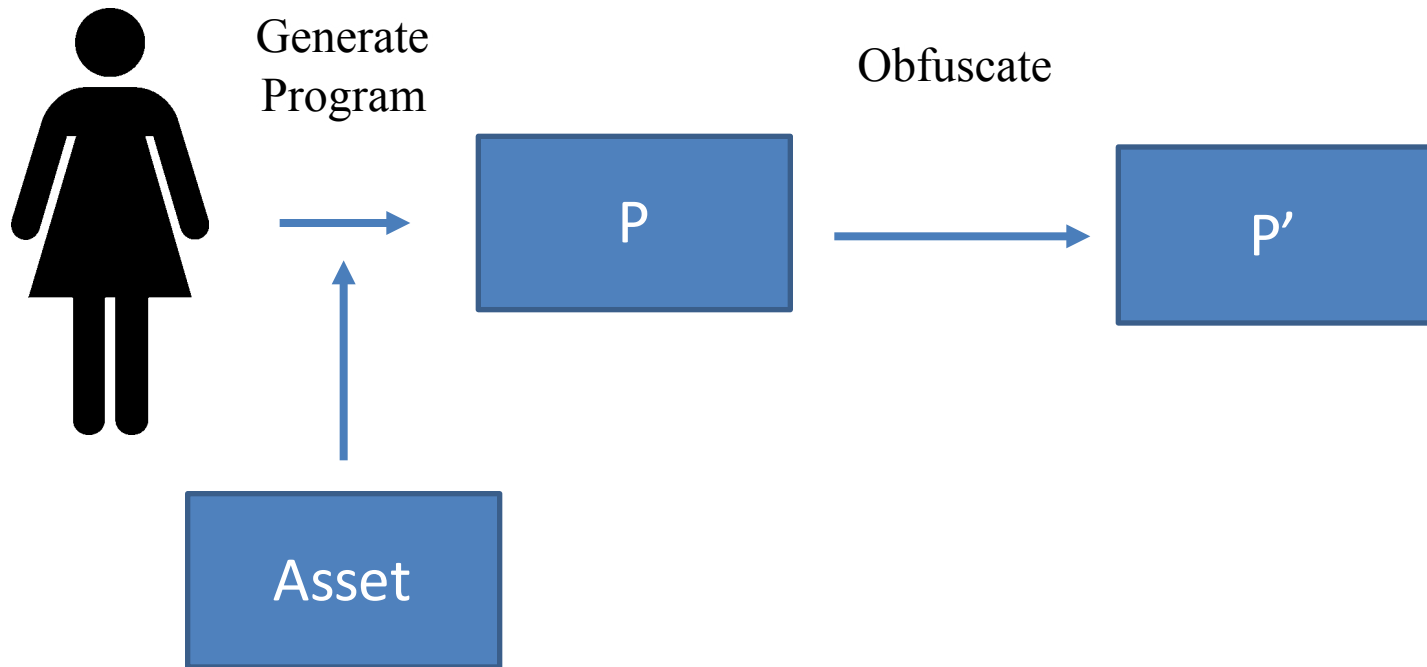 Generate
Program
Obfuscate
P
P’
Asset